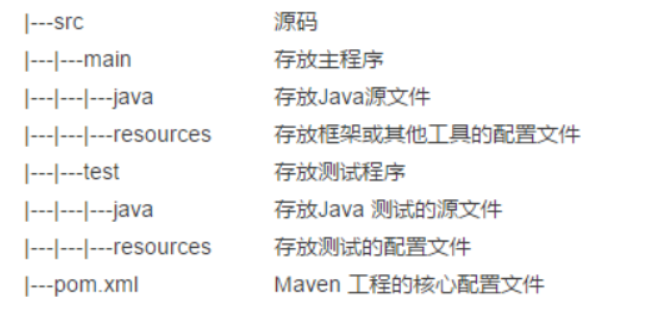 |---src 源码
|---|---main 存放主程序
|---|---|---java 存放Java源文件
|---|---|---resources 存放框架或其他工具的配置文件
|---|---test 存放测试程序
|---|---|---java 存放Java 测试的源文件
|---|---|---resources 存放测试的配置文件
|---pom.xml Maven 工程的核心配置文件